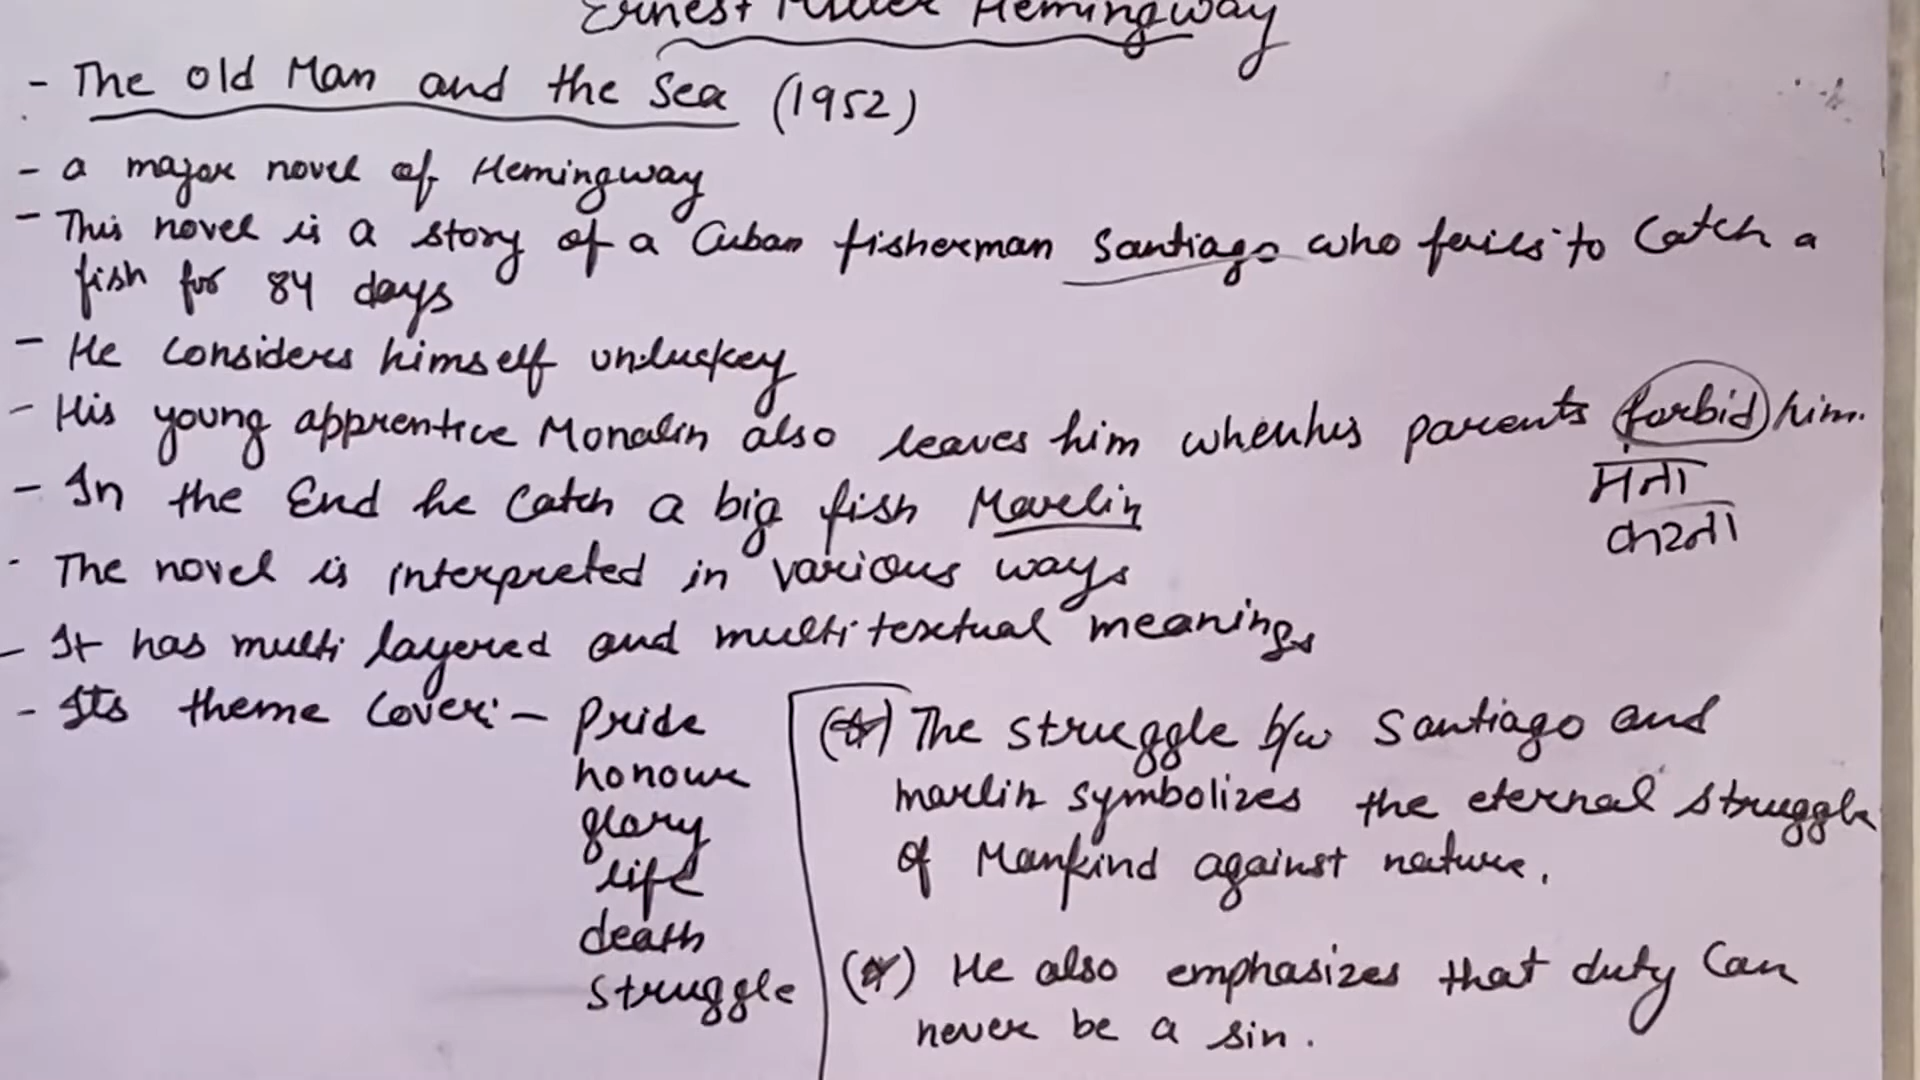 Ernest Miller Hemingway
- The old Man and the Sea (1952)
- a major novel of Hemingway
- This novel is a story of a Cuban fisherman Santiago who feils to Catch a
fish for 84 days
- He Considers himself unluckey
- His young apprentice Monalin also leaves him when his parents forbid him.
मना
करना
- In the End he Catch a big fish Marelin
- The novel is interpreted in various ways
- It has multi layered and multi textual meanings
- Its theme Cover: - Pride
honour
glory
life
death
struggle
(☆) The struggle b/w Santiago and
marlin symbolizes the eternal struggle
of Mankind against nature.
(☆) He also emphasizes that duty Can
never be a sin.